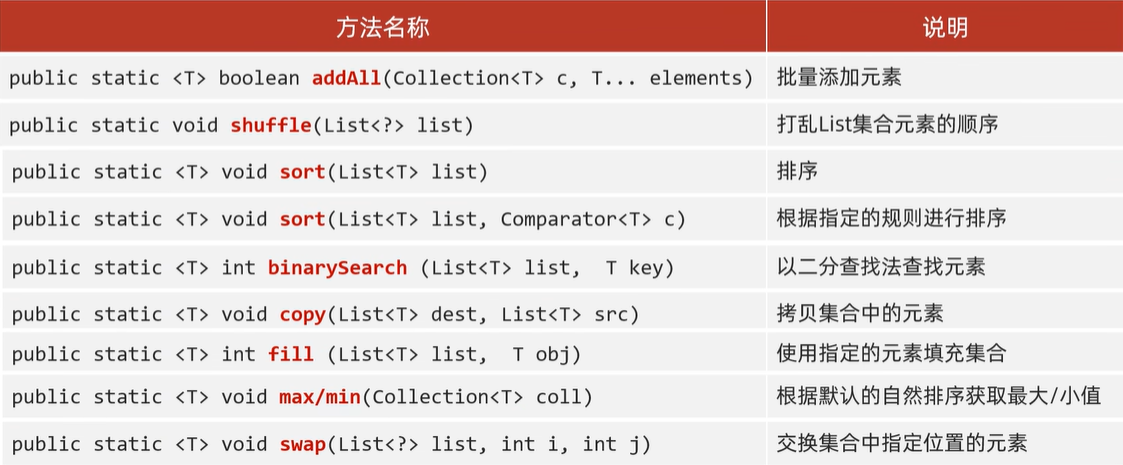 方法名称 说明
public static <T> boolean addAll(Collection<T> c, T... elements) 批量添加元素
public static void shuffle(List<?> list) 打乱List集合元素的顺序
public static <T> void sort(List<T> list) 排序
public static <T> void sort(List<T> list, Comparator<T> c) 根据指定的规则进行排序
public static <T> int binarySearch (List<T> list, T key) 以二分查找法查找元素
public static <T> void copy(List<T> dest, List<T> src) 拷贝集合中的元素
public static <T> int fill (List<T> list, T obj) 使用指定的元素填充集合
public static <T> void max/min(Collection<T> coll) 根据默认的自然排序获取最大/小值
public static <T> void swap(List<?> list, int i, int j) 交换集合中指定位置的元素